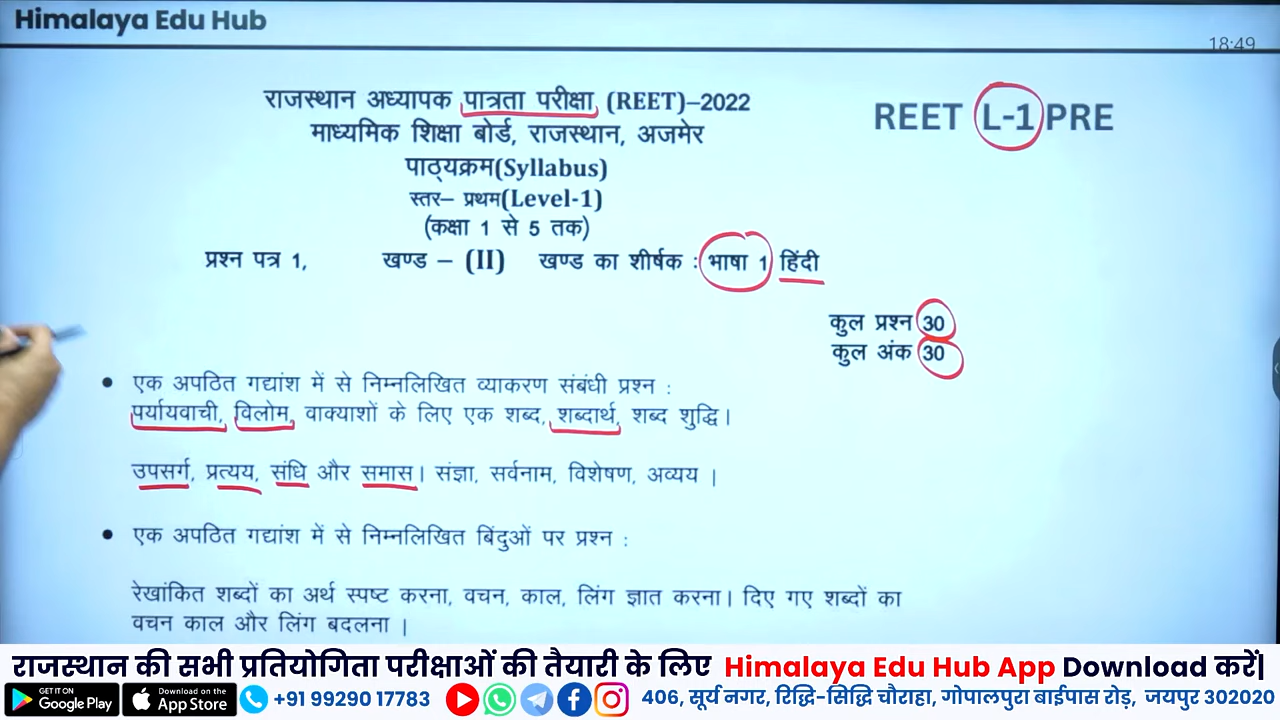 Himalaya Edu Hub
18:49
राजस्थान अध्यापक पात्रता परीक्षा (REET)–2022
REET L-1 PRE
माध्यमिक शिक्षा बोर्ड, राजस्थान, अजमेर
पाठ्यक्रम(Syllabus)
स्तर– प्रथम(Level-1)
(कक्षा 1 से 5 तक)
प्रश्न पत्र 1, खण्ड – (II) खण्ड का शीर्षक : भाषा 1 हिंदी
कुल प्रश्न 30
कुल अंक 30
• एक अपठित गद्यांश में से निम्नलिखित व्याकरण संबंधी प्रश्न :
पर्यायवाची, विलोम, वाक्याशों के लिए एक शब्द, शब्दार्थ, शब्द शुद्धि।
उपसर्ग, प्रत्यय, संधि और समास। संज्ञा, सर्वनाम, विशेषण, अव्यय ।
• एक अपठित गद्यांश में से निम्नलिखित बिंदुओं पर प्रश्न :
रेखांकित शब्दों का अर्थ स्पष्ट करना, वचन, काल, लिंग ज्ञात करना। दिए गए शब्दों का
वचन काल और लिंग बदलना ।
राजस्थान की सभी प्रतियोगिता परीक्षाओं की तैयारी के लिए Himalaya Edu Hub App Download करें|
GET IT ON Google Play Download on the App Store +91 99290 17783 406, सूर्य नगर, रिद्धि-सिद्धि चौराहा, गोपालपुरा बाईपास रोड़, जयपुर 302020